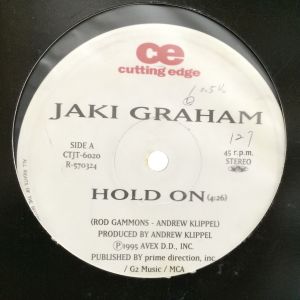 ce
cutting edge
JAKI GRAHAM
SIDE A
CTJT-6020
R-570324
127
45 r.p.m.
STEREO
HOLD ON (4:26)
(ROD GAMMONS - ANDREW KLIPPEL)
PRODUCED BY ANDREW KLIPPEL
Ⓟ1995 AVEX D.D., INC.
PUBLISHED BY prime direction, inc
/ G2 Music / MCA